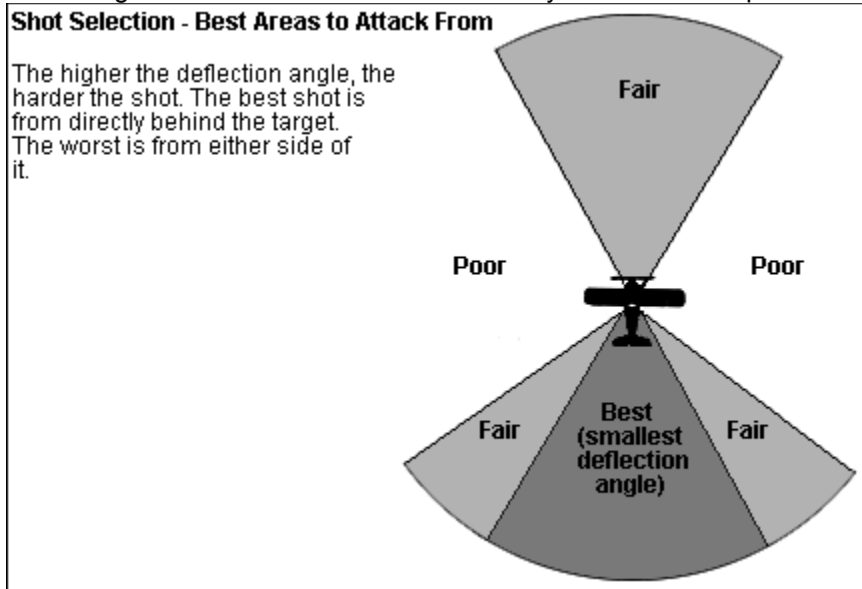 Shot Selection - Best Areas to Attack From
The higher the deflection angle, the
harder the shot. The best shot is
from directly behind the target.
The worst is from either side of
it.
Fair
Poor
Poor
Fair
Best
(smallest
deflection
angle)
Fair